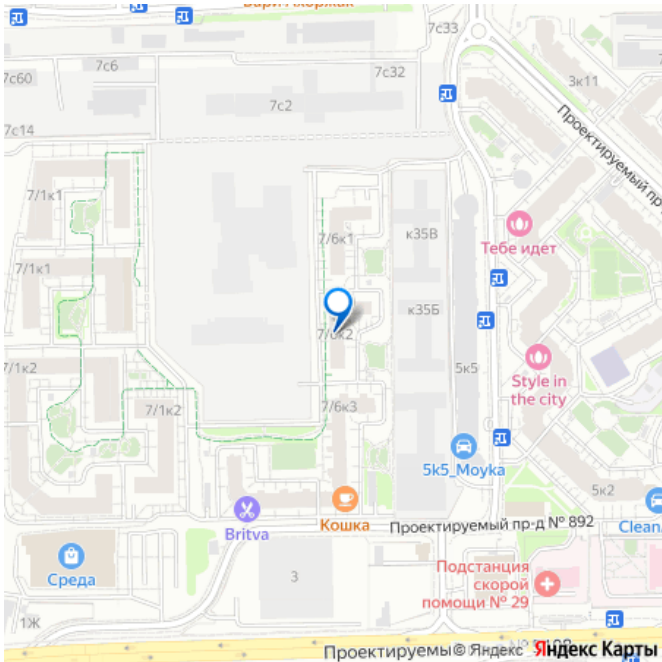 7с33
7с60
7с6
7с32
3к11
7с2
7с14
Проектируемый пр
7/1к1
7/6к1
к35В
Тебе идет
7/1к1
к35Б
7/6к2
7/1к2
5к5
Style in
the city
7/1к2
7/6к3
5k5_Moyka
5к2
Britva
Кошка
Проектируемый пр-д № 892
Clean
Среда
3
Подстанция
скорой
помощи № 29
1Ж
Проектируемы
© Яндекс
Яндекс Карты